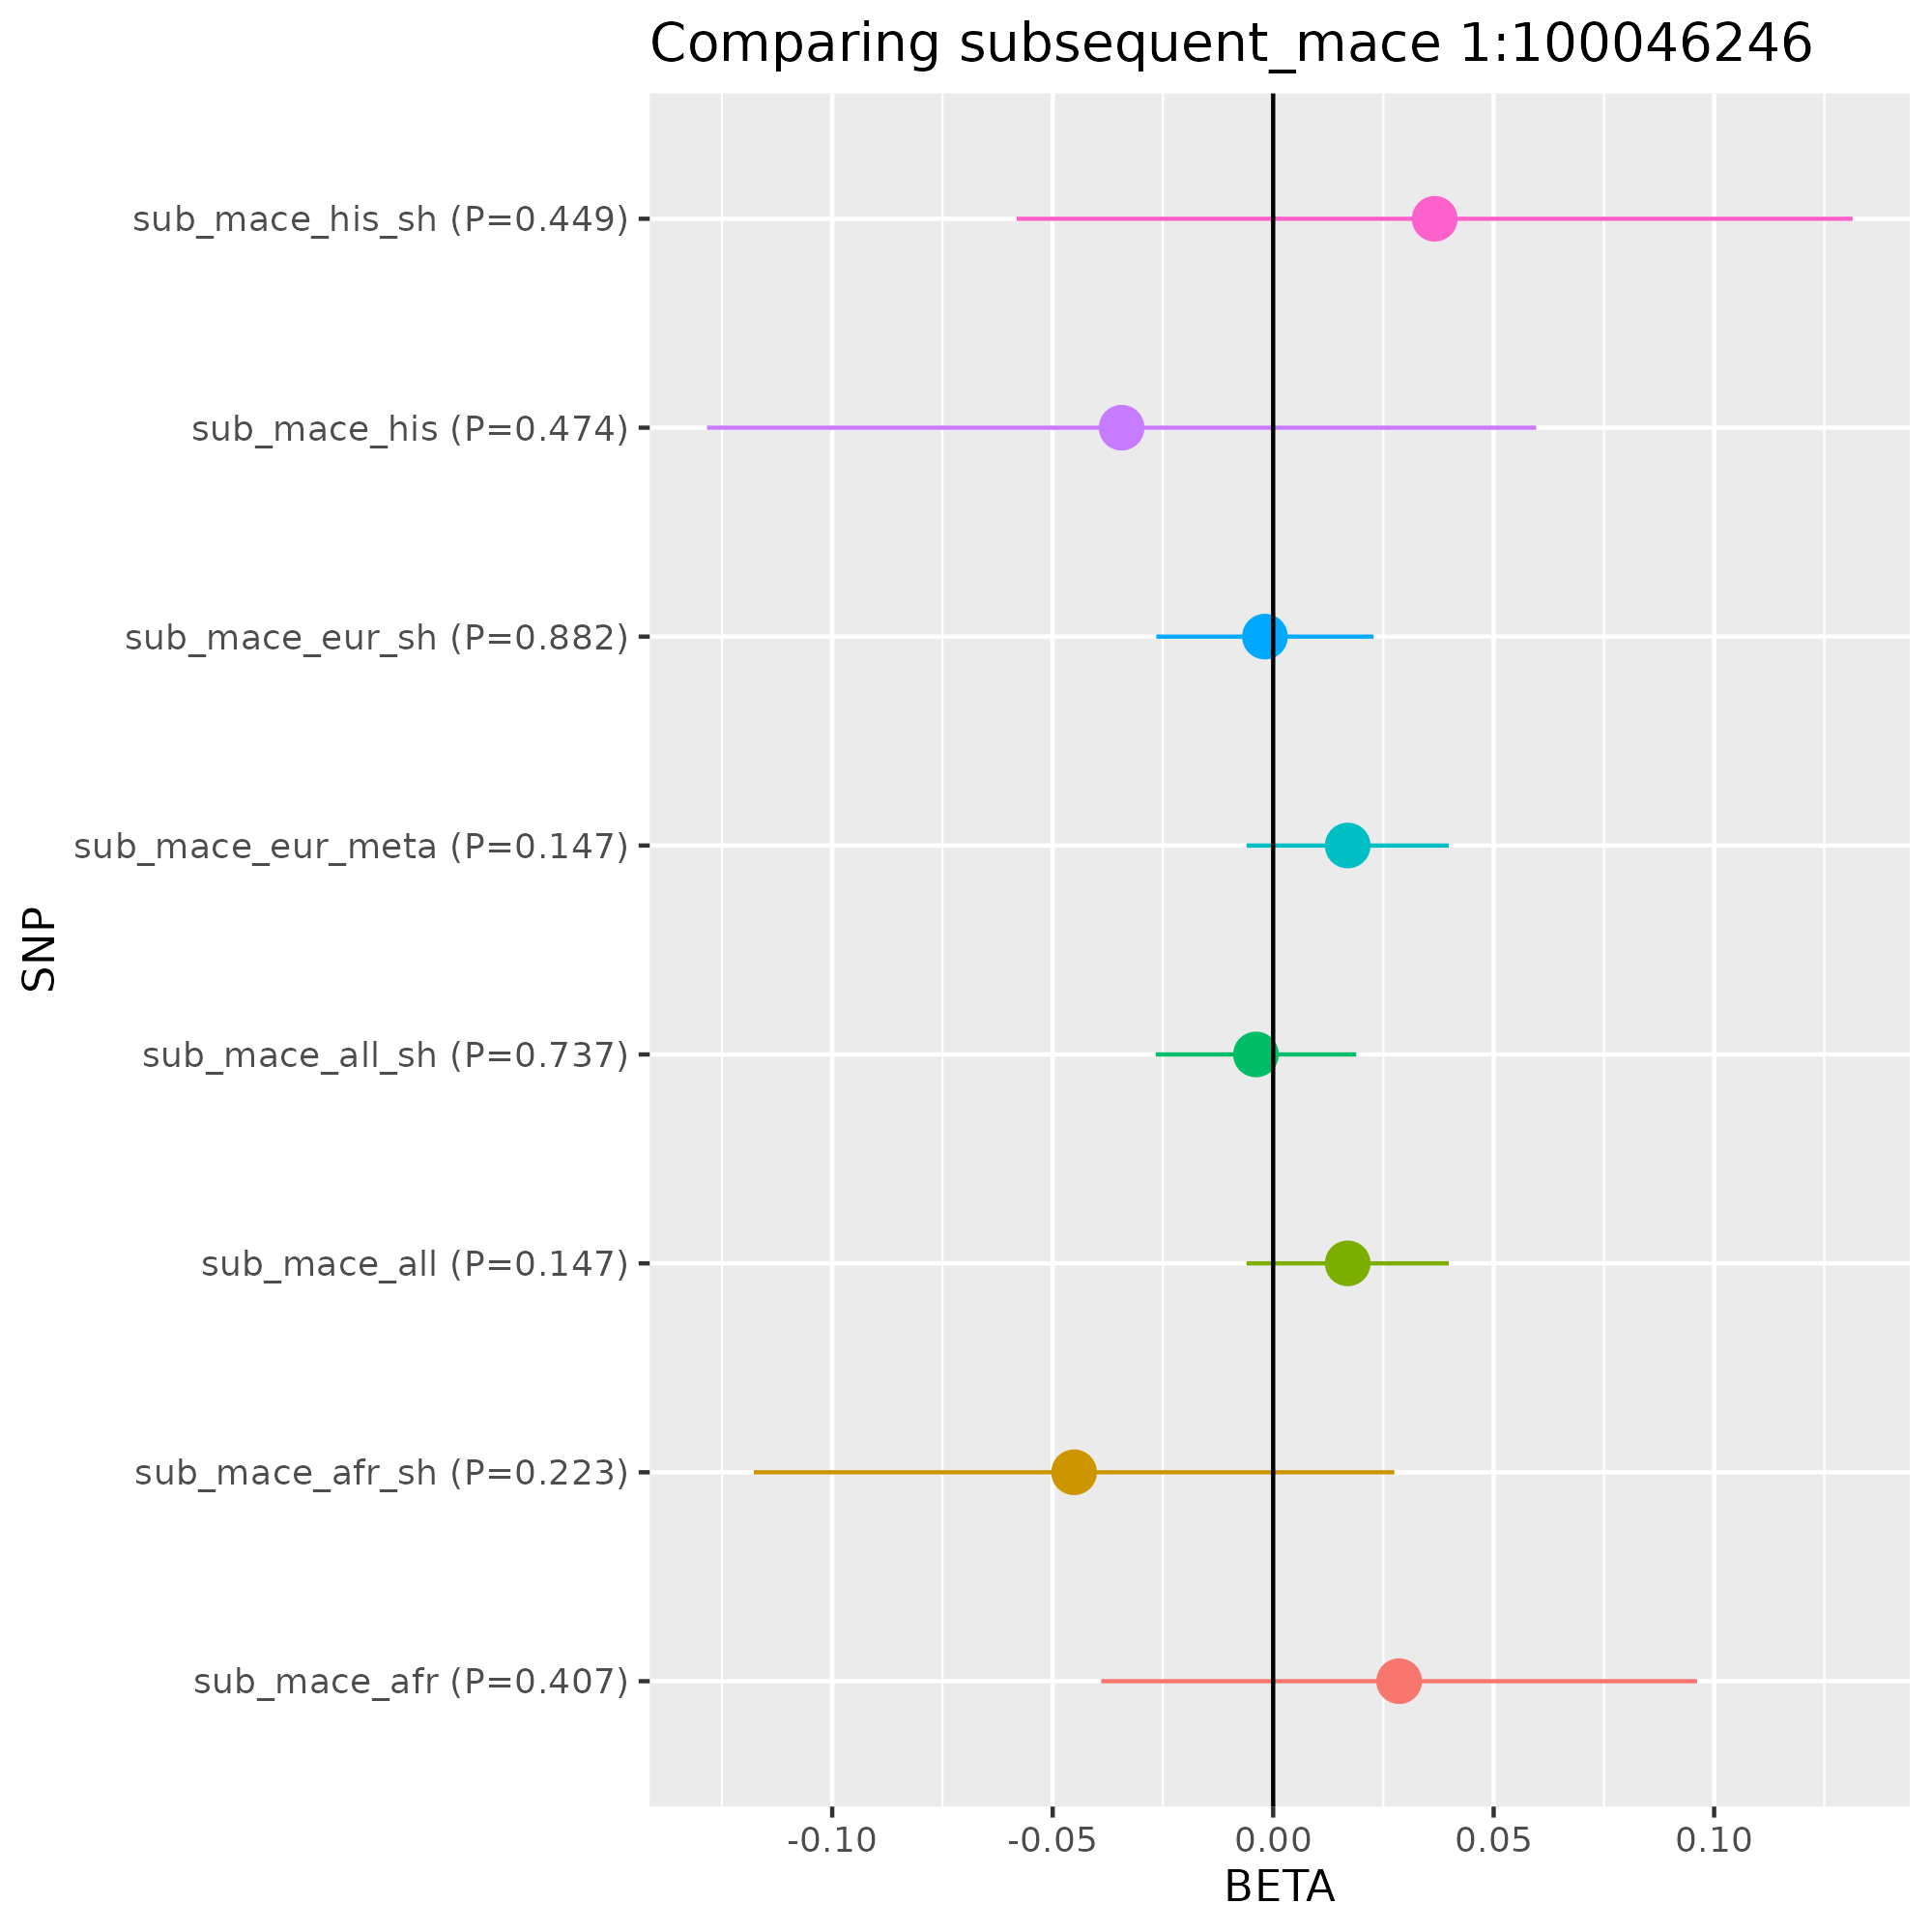 Comparing subsequent_mace 1:100046246
sub_mace_his_sh (P=0.449)
sub_mace_his (P=0.474)
sub_mace_eur_sh (P=0.882)
sub_mace_eur_meta (P=0.147)
sub_mace_all_sh (P=0.737)
sub_mace_all (P=0.147)
sub_mace_afr_sh (P=0.223)
sub_mace_afr (P=0.407)
SNP
-0.10 -0.05 0.00 0.05 0.10
BETA